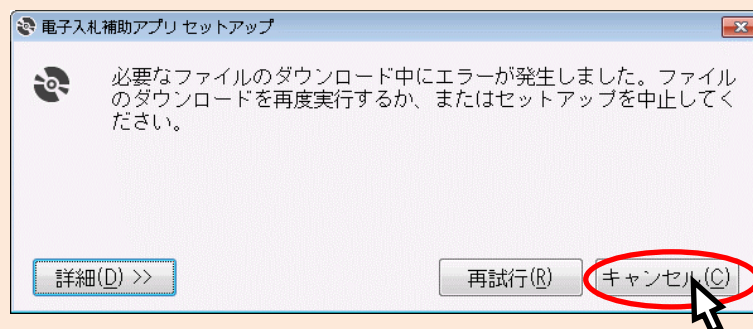 電子入札補助アプリ セットアップ
必要なファイルのダウンロード中にエラーが発生しました。ファイル
のダウンロードを再度実行するか、またはセットアップを中止してく
ださい。
詳細(D) >> 再試行(R) キャンセル(C)